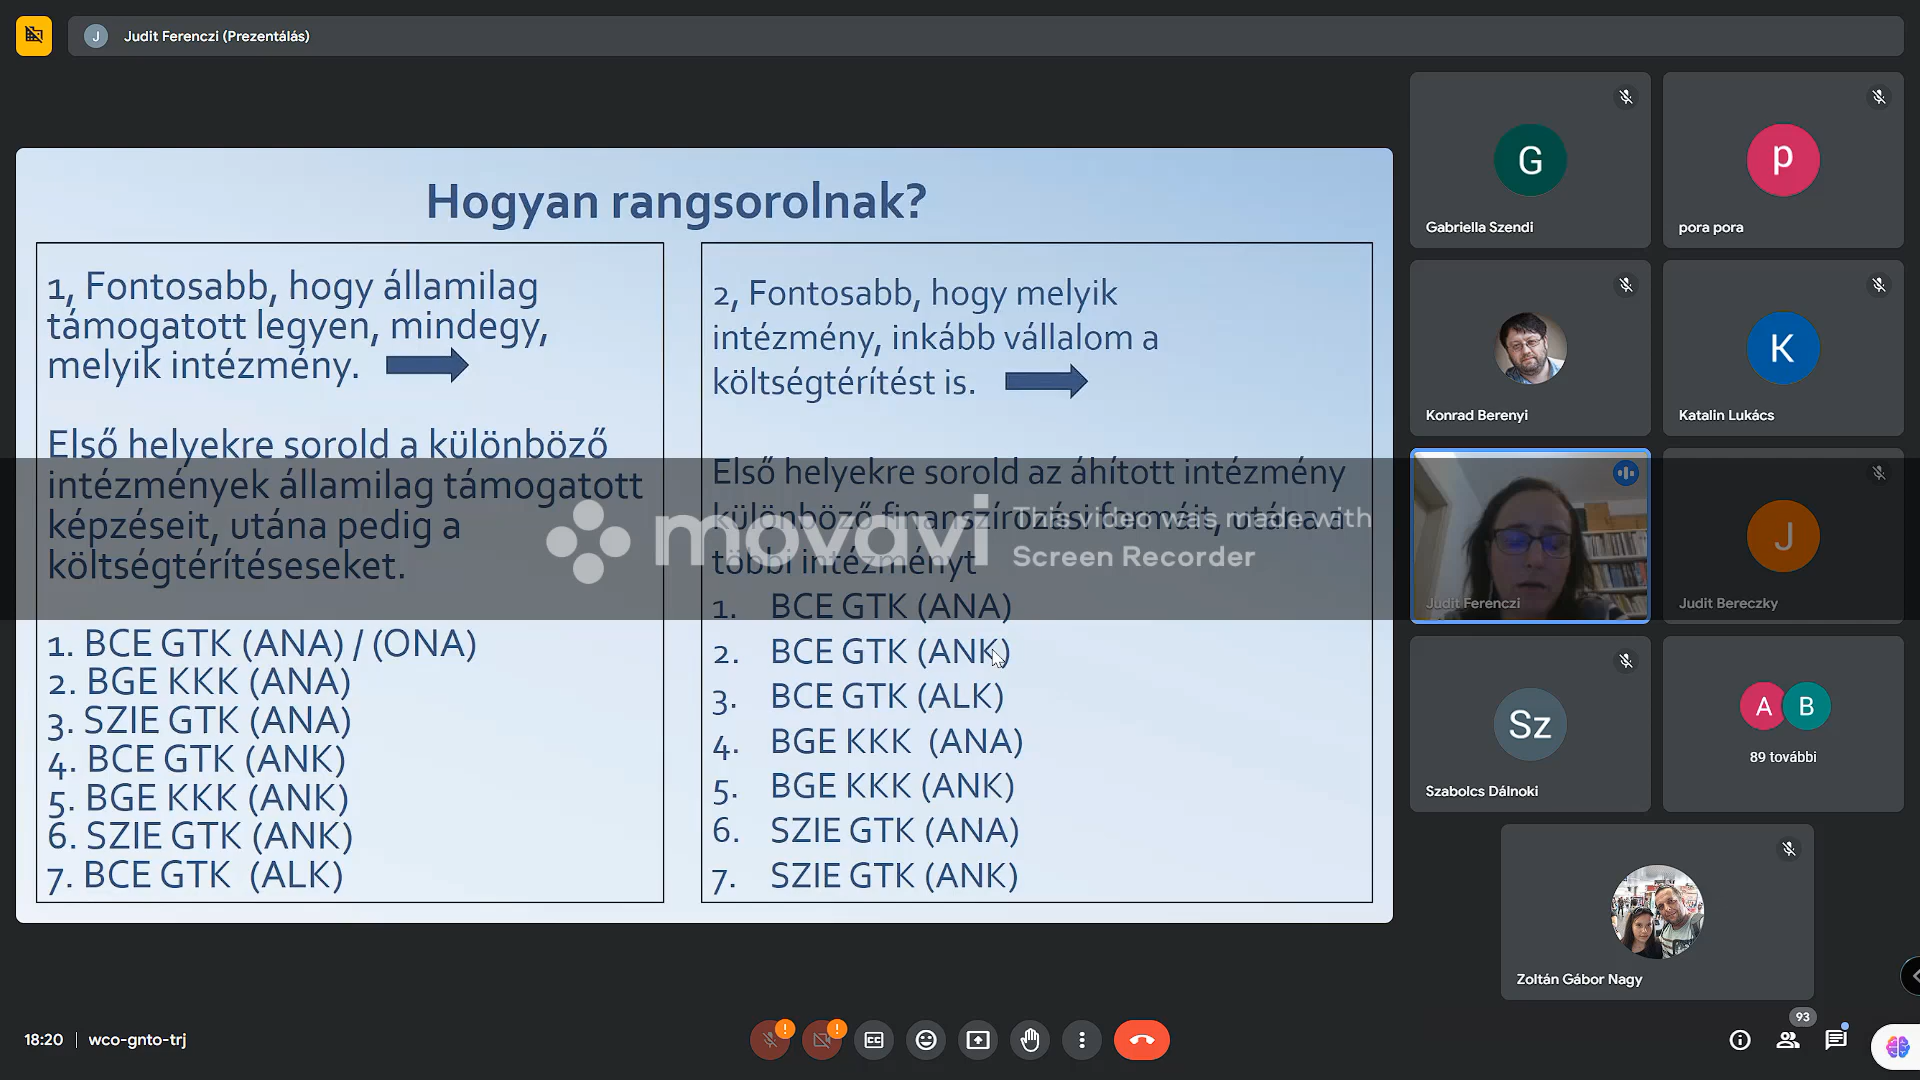 J
Judit Ferenczi (Prezentálás)
Hogyan rangsorolnak?
1, Fontosabb, hogy államilag
támogatott legyen, mindegy,
melyik intézmény.
Első helyekre sorold a különböző
intézmények államilag támogatott
képzéseit, utána pedig a
költségtérítéseseket.
1. BCE GTK (ANA) / (ONA)
2. BGE KKK (ANA)
3. SZIE GTK (ANA)
4. BCE GTK (ANK)
5. BGE KKK (ANK)
6. SZIE GTK (ANK)
7. BCE GTK (ALK)
2, Fontosabb, hogy melyik
intézmény, inkább vállalom a
költségtérítést is.
Első helyekre sorold az áhított intézmény
különböző finanszírozási formáit, utána a
többi intézményt
1. BCE GTK (ANA)
2. BCE GTK (ANK)
3. BCE GTK (ALK)
4. BGE KKK (ANA)
5. BGE KKK (ANK)
6. SZIE GTK (ANA)
7. SZIE GTK (ANK)
movavi
This video was made with
Screen Recorder
G
Gabriella Szendi
p
pora pora
Konrad Berenyi
K
Katalin Lukács
Judit Ferenczi
J
Judit Bereczky
Sz
Szabolcs Dálnoki
A B
89 további
Zoltán Gábor Nagy
18:20 | wco-gnto-trj
! !
CC
93